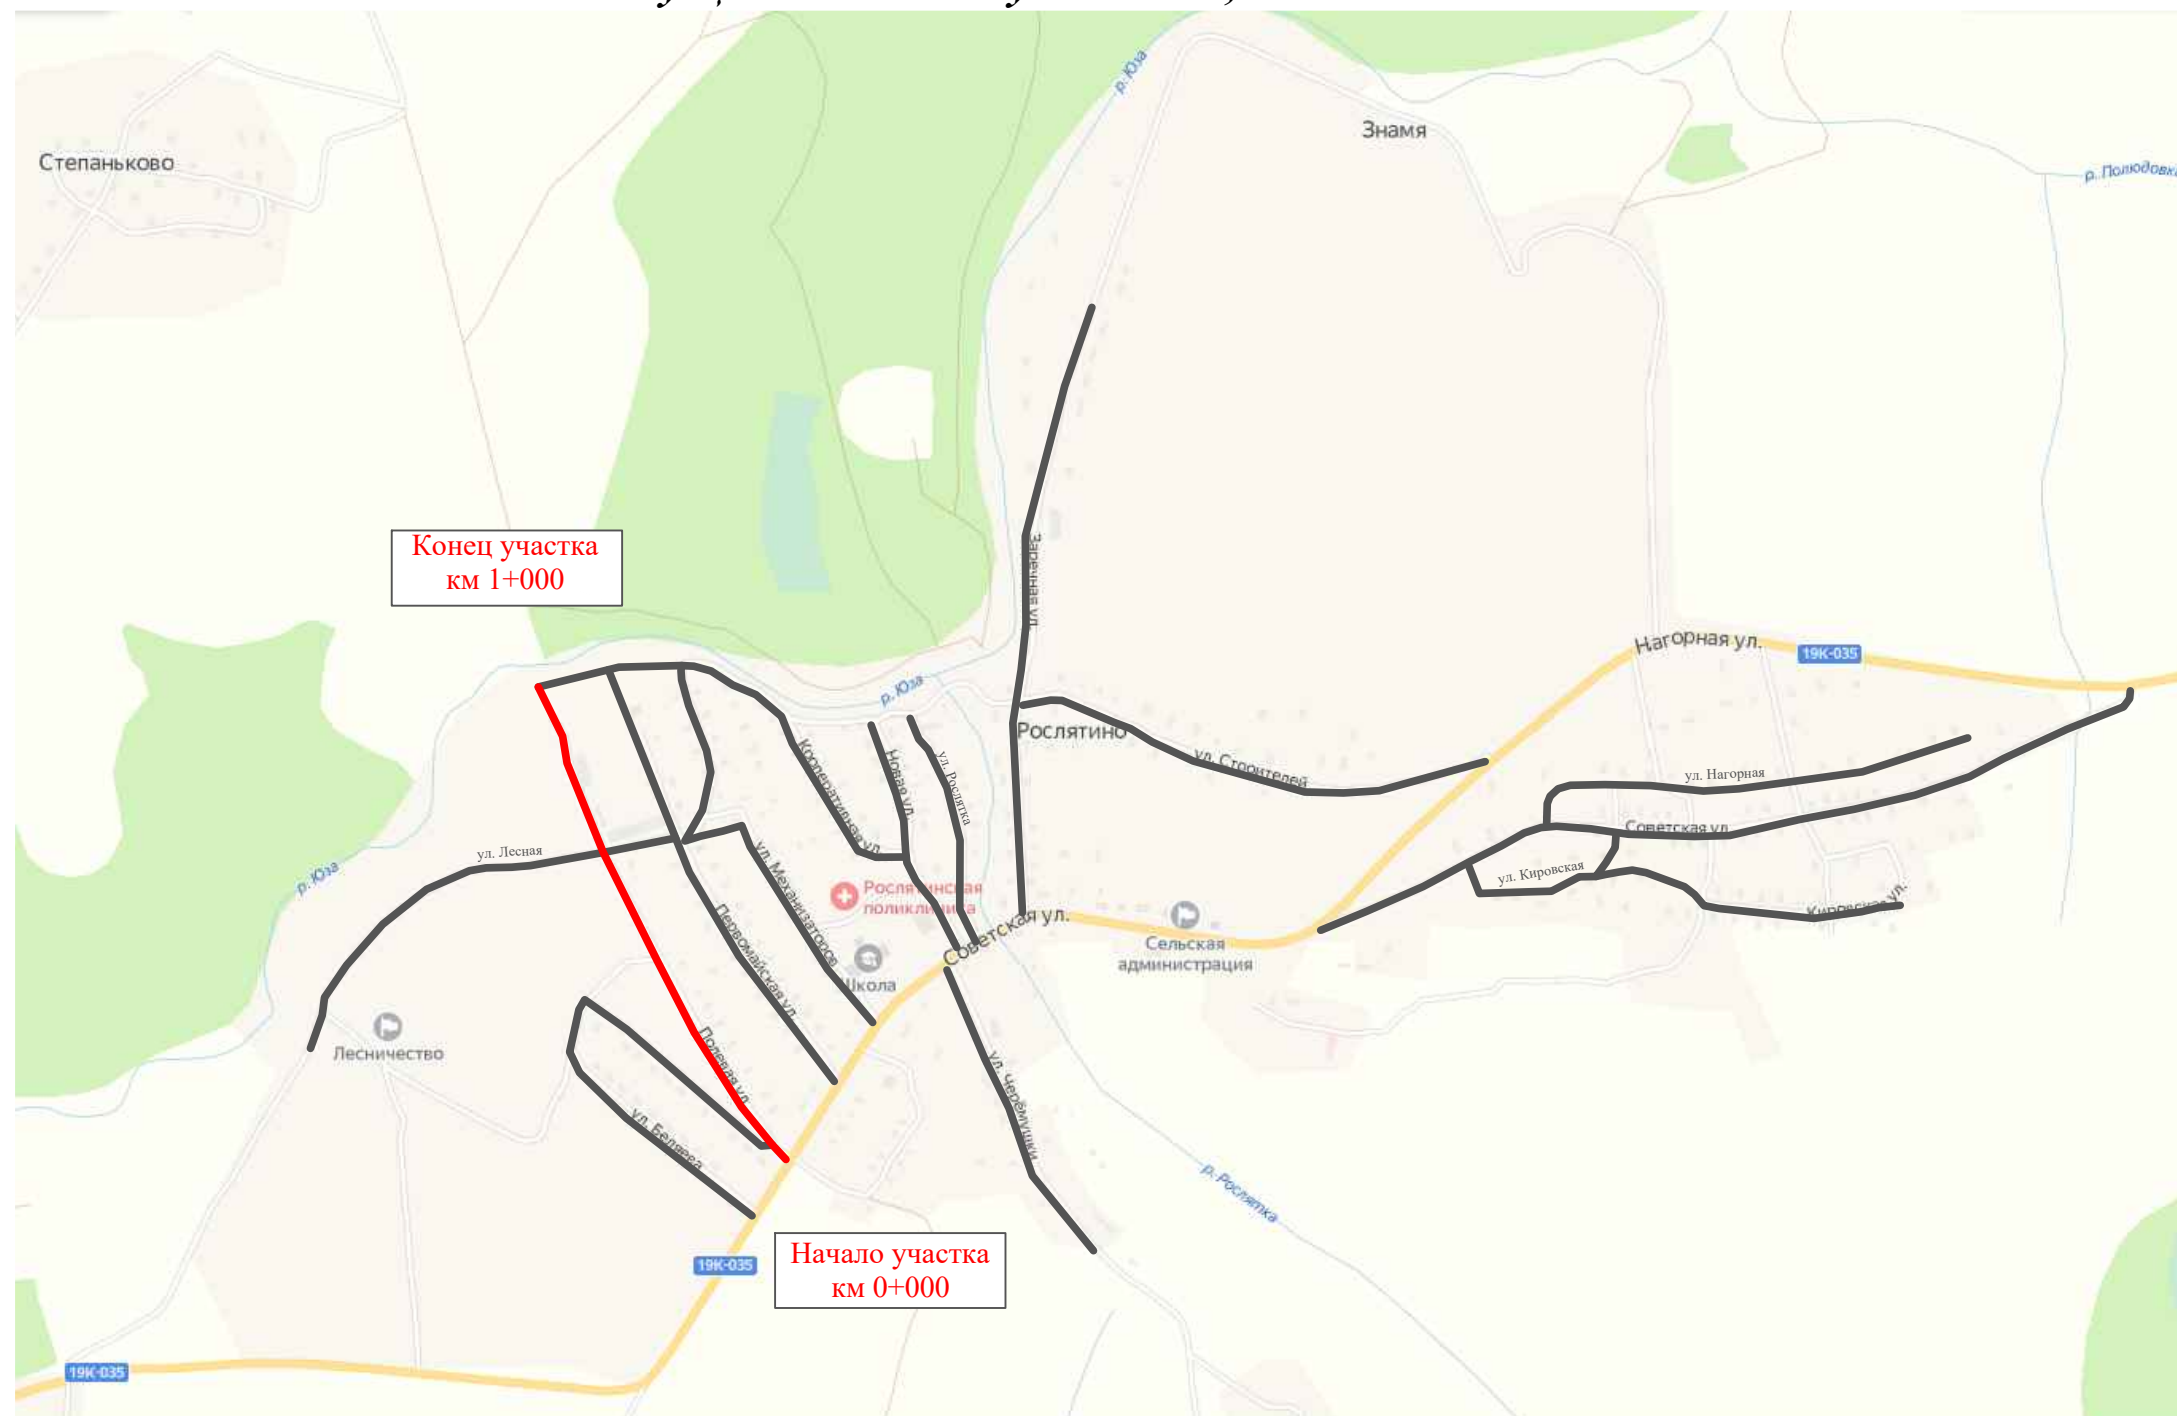 р. Юза
Знамя
Степаньково
р. Полюдовка
Конец участка
км 1+000
Заречная ул.
Нагорная ул.
19К-035
р. Юза
Рослятино
ул. Строителей
ул. Нагорная
Кооперативная ул.
Новая ул.
ул. Рослятка
Советская ул.
ул. Лесная
ул. Кировская
р. Юза
ул. Механизаторов
Рослятинская
поликлиника
Кировская ул.
Первомайская ул.
Советская ул.
Сельская
администрация
Школа
Лесничество
Полевая ул.
ул. Черёмушки
ул. Беляева
р. Рослятка
19К-035
Начало участка
км 0+000
19К-035